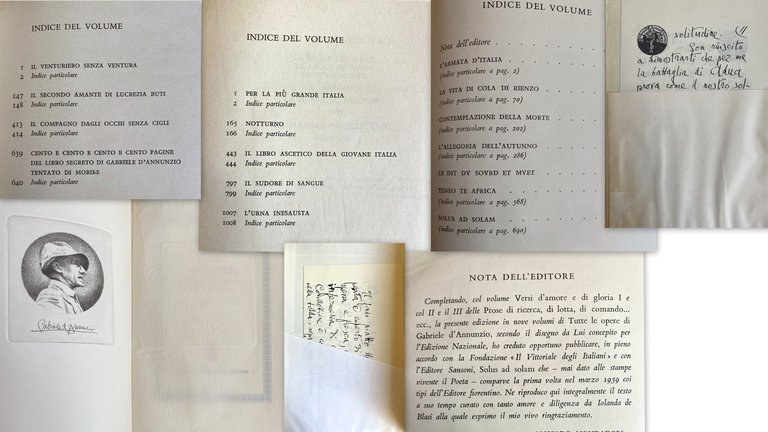 INDICE DEL VOLUME
1 IL VENTURIERO SENZA VENTURA
2 Indice particolare
147 IL SECONDO AMANTE DI LUCREZIA BUTI
148 Indice particolare
413 IL COMPAGNO DAGLI OCCHI SENZA CIGLI
414 Indice particolare
639 CENTO E CENTO E CENTO E CENTO PAGINE
DEL LIBRO SEGRETO DI GABRIELE D'ANNUNZIO
TENTATO DI MORIRE
640 Indice particolare
INDICE DEL VOLUME
1 PER LA PIÙ GRANDE ITALIA
2 Indice particolare
165 NOTTURNO
166 Indice particolare
443 IL LIBRO ASCETICO DELLA GIOVANE ITALIA
444 Indice particolare
797 IL SUDORE DI SANGUE
799 Indice particolare
1007 L'URNA INESAUSTA
1008 Indice particolare
INDICE DEL VOLUME
Nota dell'editore
L'ARMATA D'ITALIA
(indice particolare a pag. 2)
LA VITA DI COLA DI RIENZO
(indice particolare a pag. 70)
CONTEMPLAZIONE DELLA MORTE
(indice particolare a pag. 202)
L'ALLEGORIA DELL'AUTUNNO
(indice particolare a pag. 286)
LE DIT DV SOVRD ET MVET
TENEO TE AFRICA
(indice particolare a pag. 568)
SOLUS AD SOLAM
(indice particolare a pag. 690)
solitudine.
Son riuscito
a dimostrarti che per me
la battaglia di Adua
prova come il nostro sol-
Gabriele d'Annunzio
NOTA DELL'EDITORE
Completando, col volume Versi d'amore e di gloria I e
col II e il III delle Prose di ricerca, di lotta, di comando...
ecc., la presente edizione in nove volumi di Tutte le opere di
Gabriele d'Annunzio, secondo il disegno da Lui concepito per
l'Edizione Nazionale, ho creduto opportuno pubblicare, in pieno
accordo con la Fondazione « Il Vittoriale degli Italiani » e con
l'Editore Sansoni, Solus ad solam che – mai dato alle stampe
vivente il Poeta – comparve la prima volta nel marzo 1939 coi
tipi dell'Editore fiorentino. Ne riproduco qui integralmente il testo
a suo tempo curato con tanto amore e diligenza da Iolanda de
Blasi alla quale esprimo il mio vivo ringraziamento.